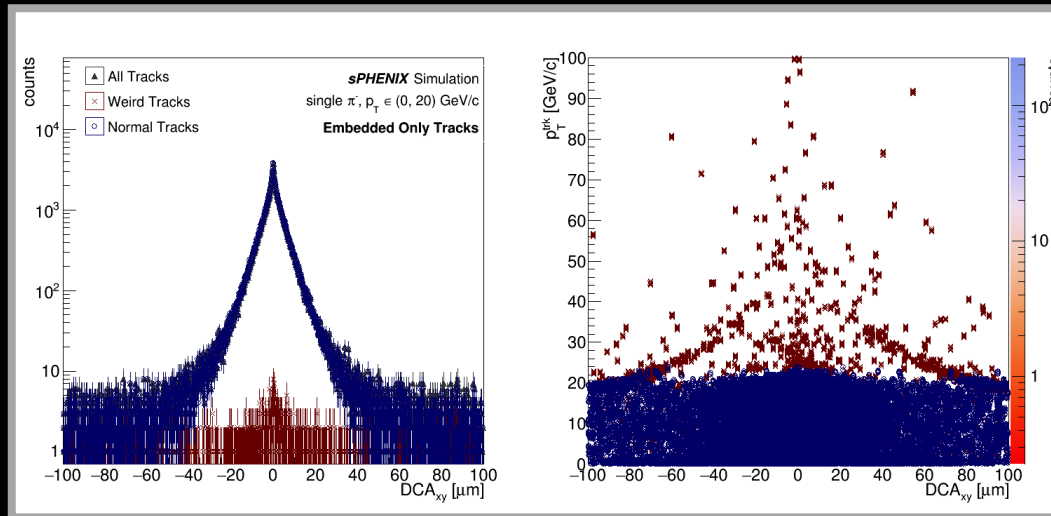 counts
All Tracks
Weird Tracks
Normal Tracks
sPHENIX Simulation
single π⁻, p_T ∈ (0, 20) GeV/c
Embedded Only Tracks
10⁴
10³
10²
10
1
−100 −80 −60 −40 −20 0 20 40 60 80 100
DCA_xy [μm]
p_T^trk [GeV/c]
100
90
80
70
60
50
40
30
20
10
0
−100 −80 −60 −40 −20 0 20 40 60 80 100
DCA_xy [μm]
10²
10
1